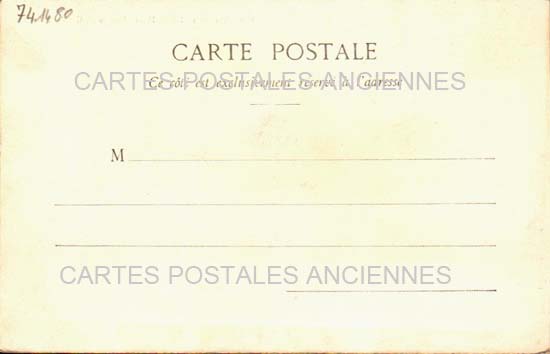 741480
CARTE POSTALE
CARTES POSTALES ANCIENNES
Ce côté est exclusivement réservé à l'adresse
M
CARTES POSTALES ANCIENNES